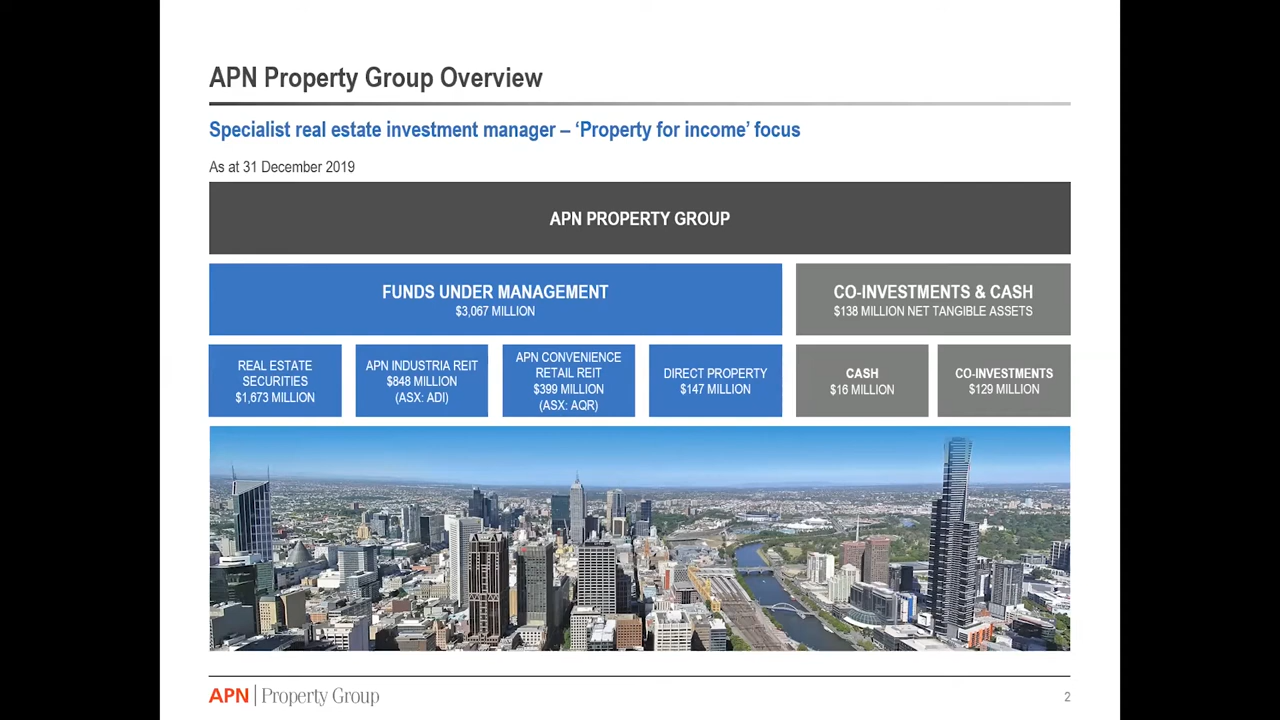 APN Property Group Overview
Specialist real estate investment manager – ‘Property for income’ focus
As at 31 December 2019
APN PROPERTY GROUP
FUNDS UNDER MANAGEMENT
$3,067 MILLION
CO-INVESTMENTS & CASH
$138 MILLION NET TANGIBLE ASSETS
REAL ESTATE
SECURITIES
$1,673 MILLION
APN INDUSTRIA REIT
$848 MILLION
(ASX: ADI)
APN CONVENIENCE
RETAIL REIT
$399 MILLION
(ASX: AQR)
DIRECT PROPERTY
$147 MILLION
CASH
$16 MILLION
CO-INVESTMENTS
$129 MILLION
APN | Property Group
2